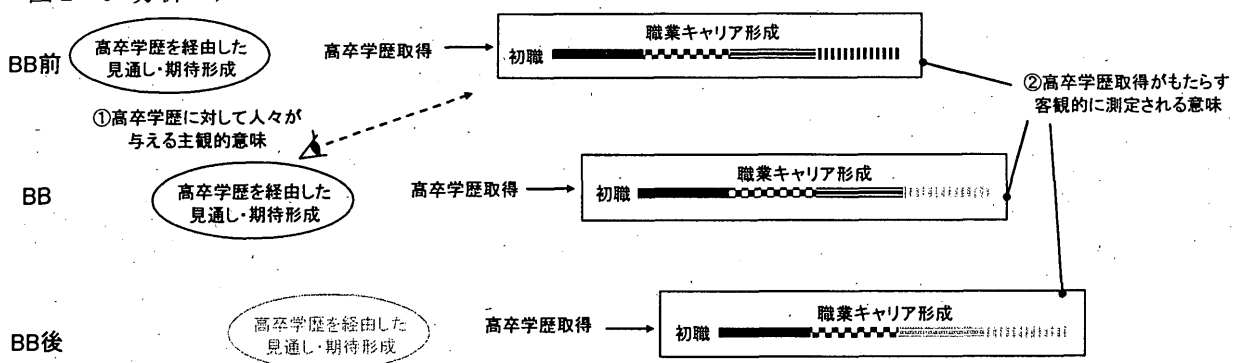 職業キャリア形成
高卒学歴を経由した
見通し・期待形成
高卒学歴取得
初職
BB前
②高卒学歴取得がもたらす
客観的に測定される意味
①高卒学歴に対して人々が
与える主観的意味
職業キャリア形成
高卒学歴を経由した
見通し・期待形成
高卒学歴取得
初職
BB
職業キャリア形成
高卒学歴を経由した
見通し・期待形成
高卒学歴取得
初職
BB後